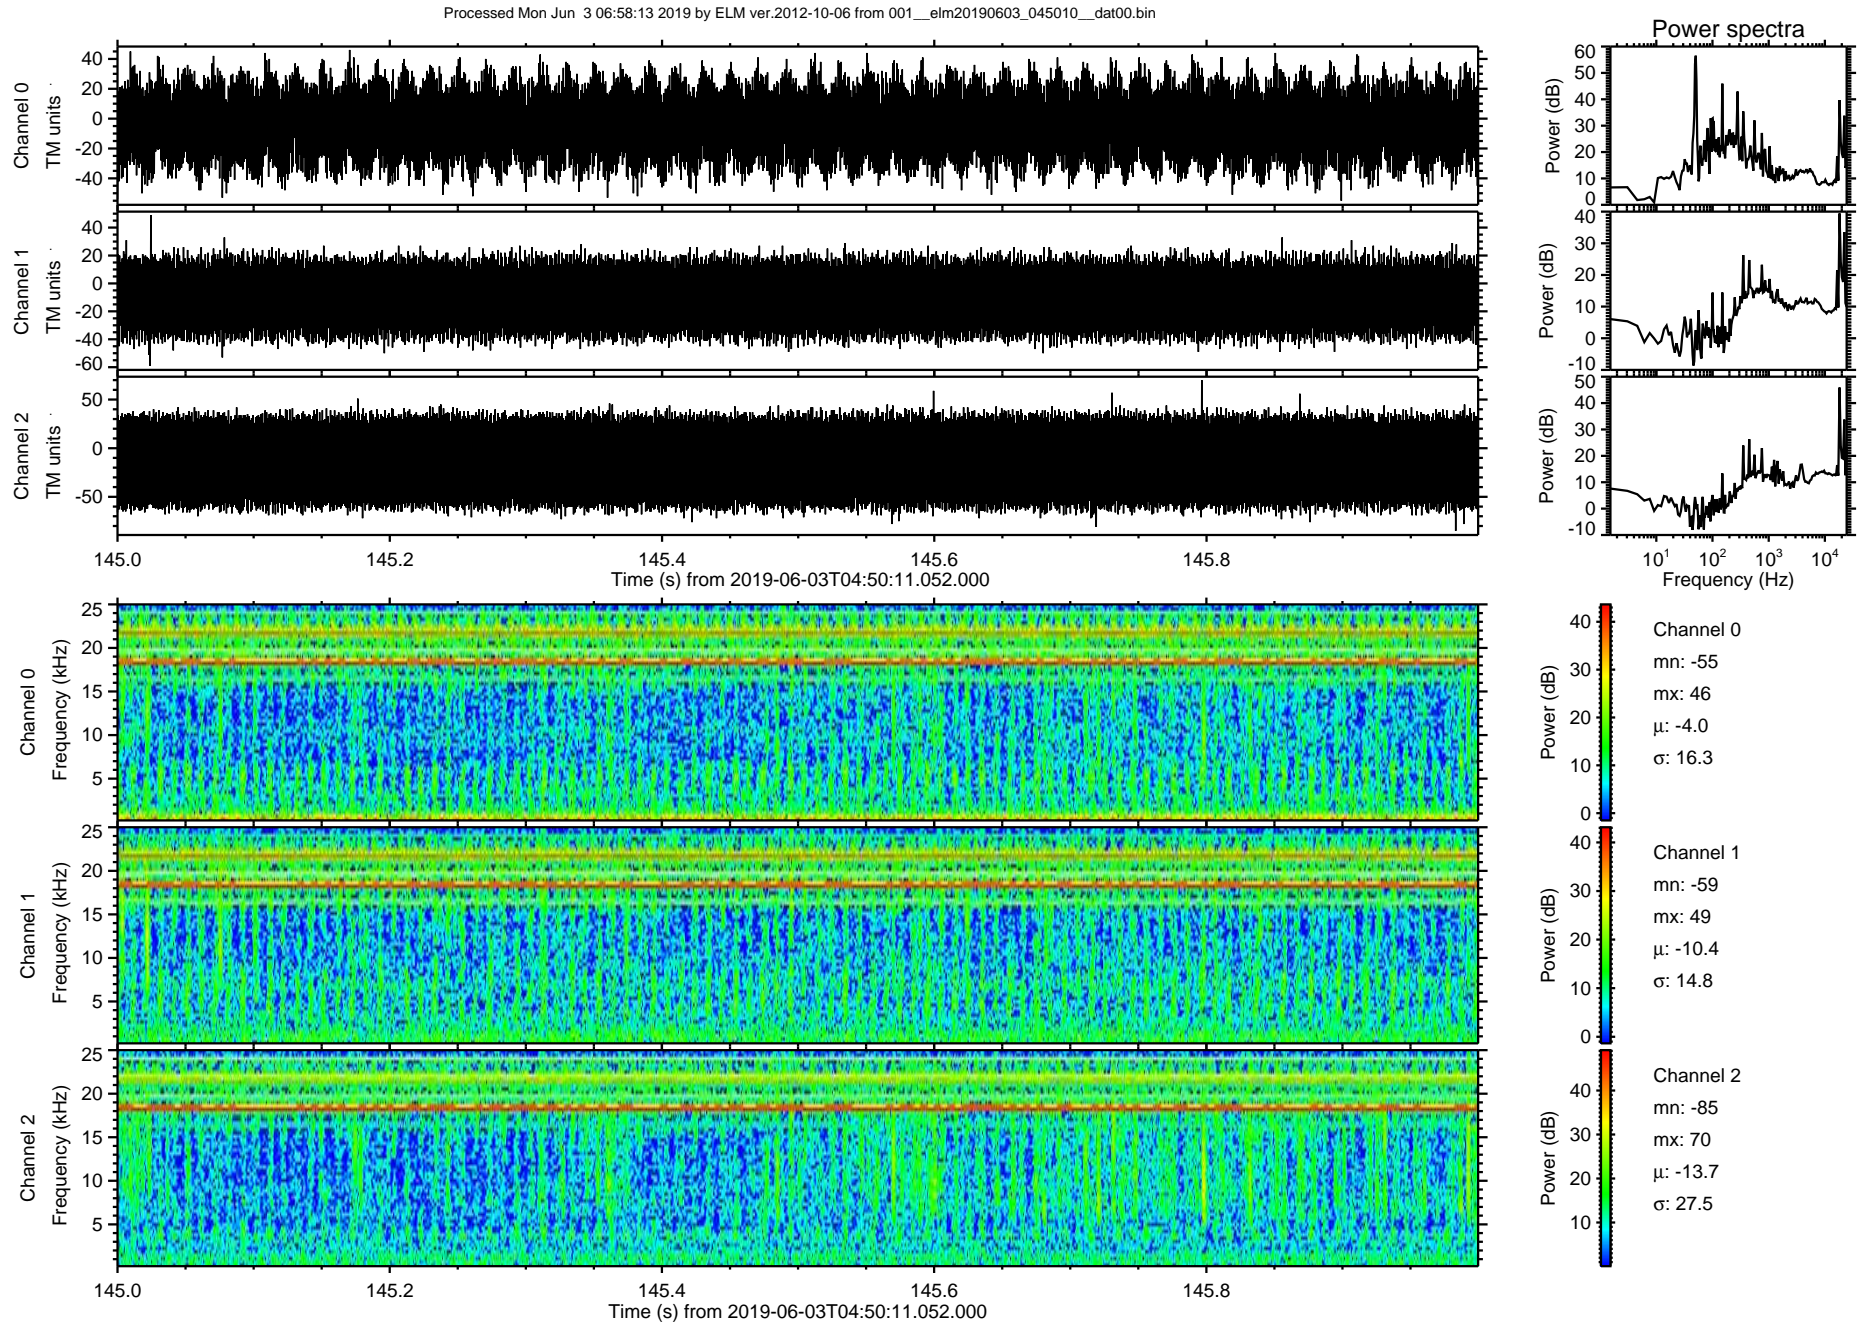 Processed Mon Jun  3 06:58:13 2019 by ELM ver.2012-10-06 from 001__elm20190603_045010__dat00.bin
Power spectra
Channel 0
TM units
40
20
0
-20
-40
Power (dB)
60
50
40
30
20
10
0
Channel 1
TM units
40
20
0
-20
-40
-60
Power (dB)
40
30
20
10
0
-10
Channel 2
TM units
50
0
-50
Power (dB)
50
40
30
20
10
0
-10
145.0 145.2 145.4 145.6 145.8
Time (s) from 2019-06-03T04:50:11.052.000
10¹ 10² 10³ 10⁴
Frequency (Hz)
Channel 0
Frequency (kHz)
25
20
15
10
5
Power (dB)
40
30
20
10
0
Channel 0
mn: -55
mx: 46
μ: -4.0
σ: 16.3
Channel 1
Frequency (kHz)
25
20
15
10
5
Power (dB)
40
30
20
10
0
Channel 1
mn: -59
mx: 49
μ: -10.4
σ: 14.8
Channel 2
Frequency (kHz)
25
20
15
10
5
Power (dB)
40
30
20
10
Channel 2
mn: -85
mx: 70
μ: -13.7
σ: 27.5
145.0 145.2 145.4 145.6 145.8
Time (s) from 2019-06-03T04:50:11.052.000